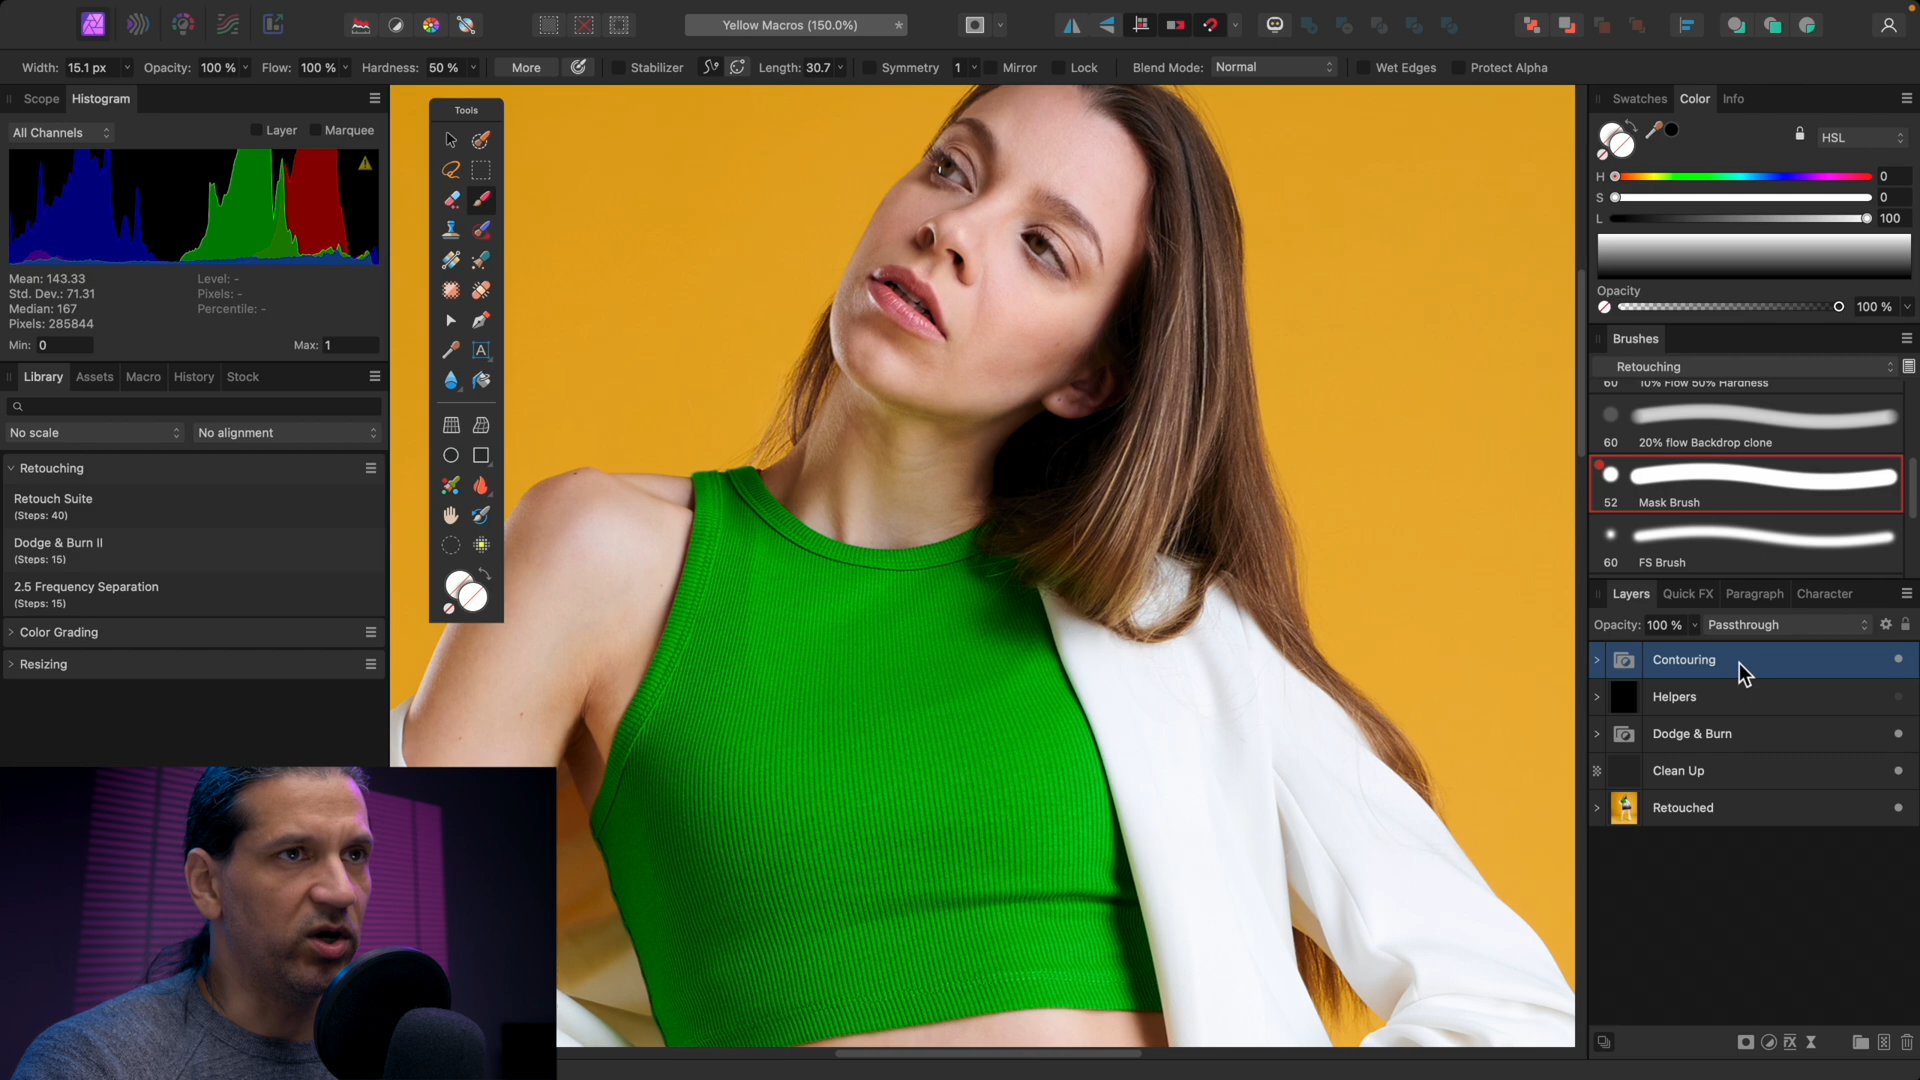 Yellow Macros (150.0%)
*
Width: 15.1 px
Opacity: 100 %
Flow: 100 %
Hardness: 50 %
More
Stabilizer
Length: 30.7
Symmetry
1
Mirror
Lock
Blend Mode: Normal
Wet Edges
Protect Alpha
Scope
Histogram
All Channels
Layer
Marquee
Mean: 143.33
Std. Dev.: 71.31
Median: 167
Pixels: 285844
Level: -
Pixels: -
Percentile: -
Min: 0
Max: 1
Library
Assets
Macro
History
Stock
No scale
No alignment
Retouching
Retouch Suite
(Steps: 40)
Dodge & Burn II
(Steps: 15)
2.5 Frequency Separation
(Steps: 15)
Color Grading
Resizing
Tools
A
Swatches
Color
Info
HSL
H
0
S
0
L
100
Opacity
100 %
Brushes
Retouching
60 10% Flow 50% Hardness
60 20% flow Backdrop clone
52 Mask Brush
60 FS Brush
Layers
Quick FX
Paragraph
Character
Opacity: 100 %
Passthrough
Contouring
Helpers
Dodge & Burn
Clean Up
Retouched